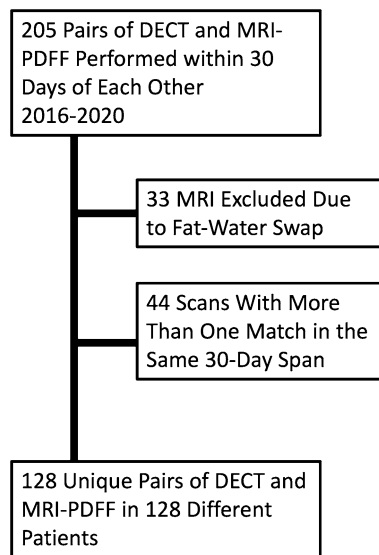 205 Pairs of DECT and MRI-
PDFF Performed within 30
Days of Each Other
2016-2020
33 MRI Excluded Due
to Fat-Water Swap
44 Scans With More
Than One Match in the
Same 30-Day Span
128 Unique Pairs of DECT and
MRI-PDFF in 128 Different
Patients